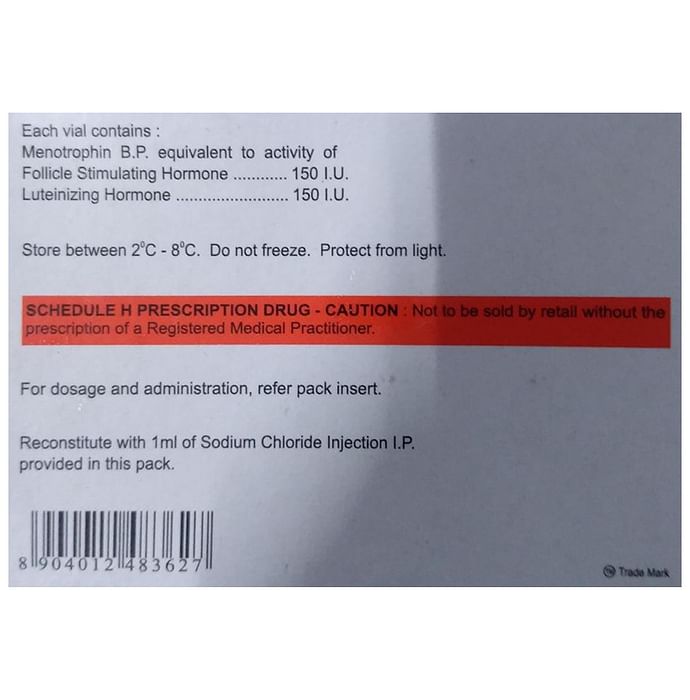 Each vial contains :
Menotrophin B.P. equivalent to activity of
Follicle Stimulating Hormone ............ 150 I.U.
Luteinizing Hormone ........................ 150 I.U.
Store between 2°C - 8°C. Do not freeze. Protect from light.
SCHEDULE H PRESCRIPTION DRUG - CAUTION : Not to be sold by retail without the
prescription of a Registered Medical Practitioner.
For dosage and administration, refer pack insert.
Reconstitute with 1ml of Sodium Chloride Injection I.P.
provided in this pack.
8 904012 483627
TM Trade Mark